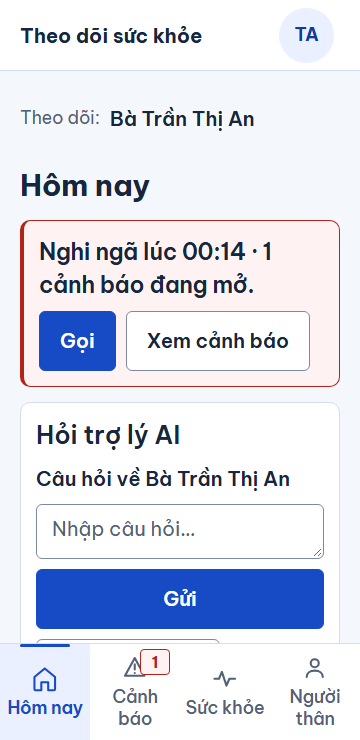 Theo dõi sức khỏe
TA
Theo dõi: Bà Trần Thị An
Hôm nay
Nghi ngã lúc 00:14 · 1
cảnh báo đang mở.
Gọi
Xem cảnh báo
Hỏi trợ lý AI
Câu hỏi về Bà Trần Thị An
Nhập câu hỏi...
Gửi
1
Hôm nay
Cảnh
báo
Sức khỏe
Người
thân